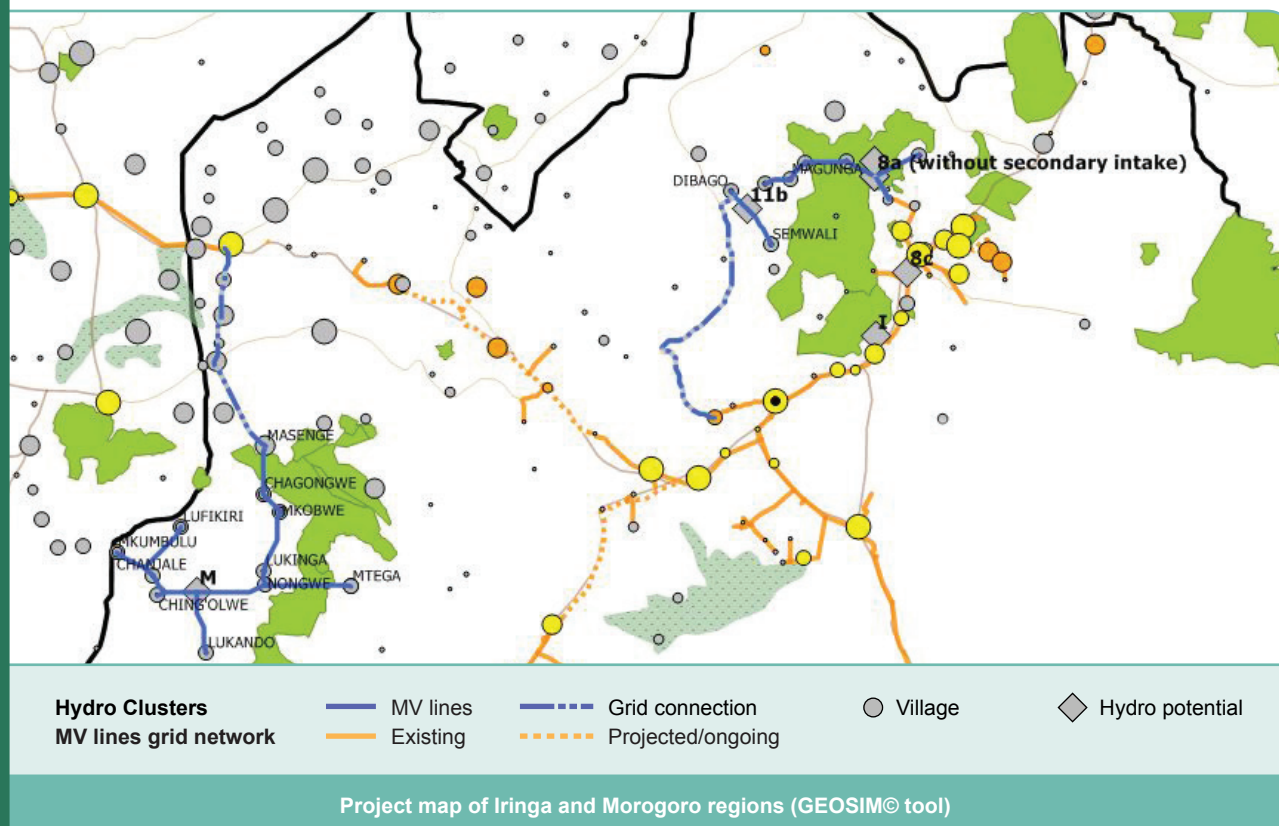 8a (without secondary intake)
MAGUNGA
DIBAGO
11b
SEMWALI
8c
I
MASENGE
CHAGONGWE
MKOBWE
LUFIKIRI
MKUMBULU
CHANJALE
LUKINGA
M
NONGWE
MTEGA
CHING'OLWE
LUKANDO
Hydro Clusters MV lines Grid connection Village Hydro potential
MV lines grid network Existing Projected/ongoing
Project map of Iringa and Morogoro regions (GEOSIM© tool)